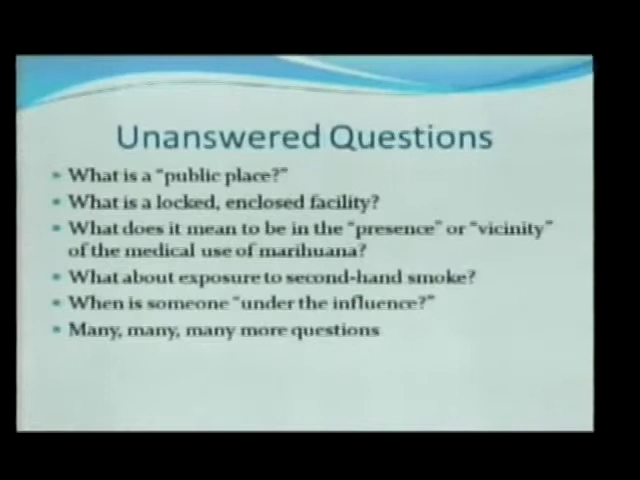 Unanswered Questions
What is a “public place?”
What is a locked, enclosed facility?
What does it mean to be in the “presence” or “vicinity”
of the medical use of marihuana?
What about exposure to second-hand smoke?
When is someone “under the influence?”
Many, many, many more questions